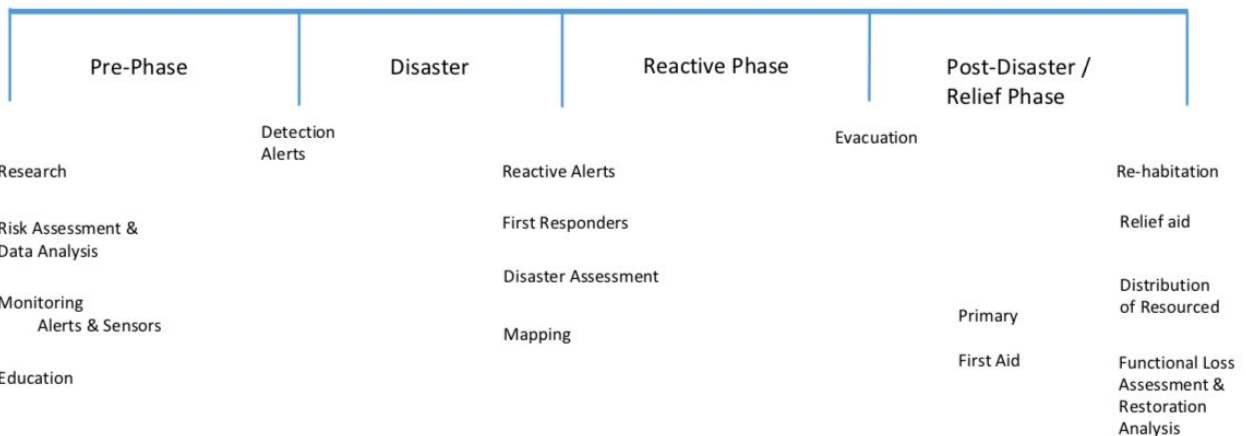 Pre-Phase
Disaster
Reactive Phase
Post-Disaster /
Relief Phase
Detection
Alerts
Evacuation
Research
Risk Assessment &
Data Analysis
Monitoring
Alerts & Sensors
Education
Reactive Alerts
First Responders
Disaster Assessment
Mapping
Primary
First Aid
Re-habitation
Relief aid
Distribution
of Resourced
Functional Loss
Assessment &
Restoration
Analysis